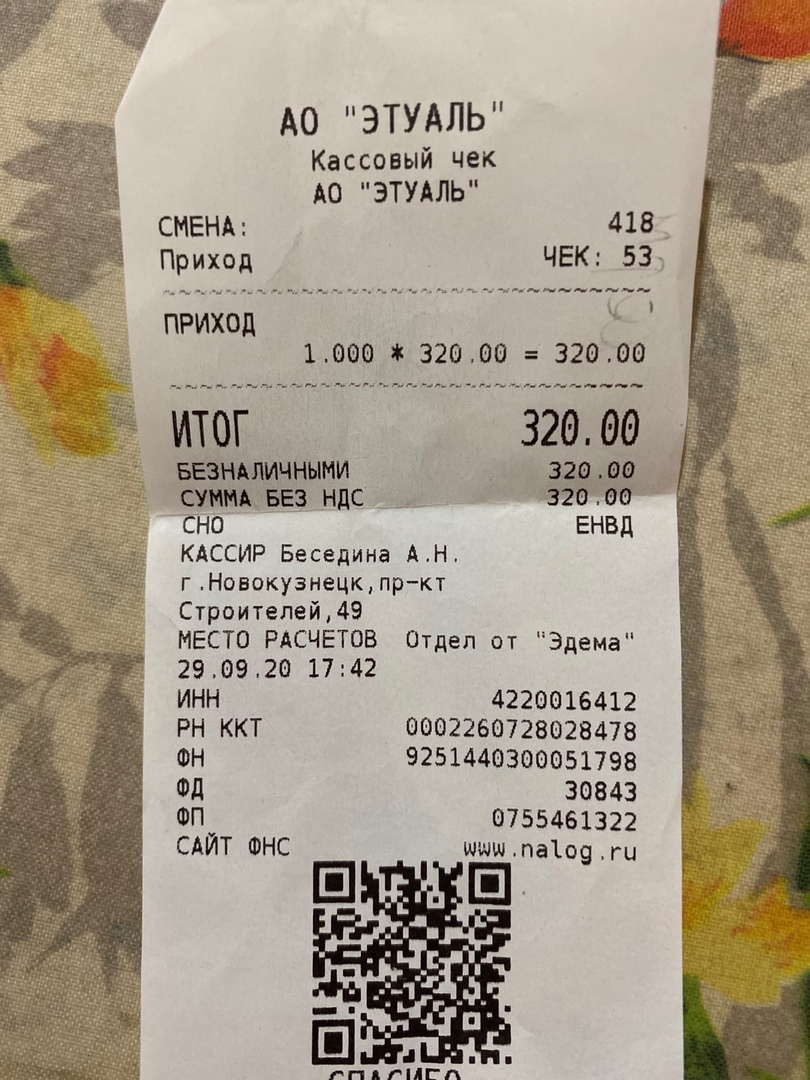 АО "ЭТУАЛЬ"
Кассовый чек
АО "ЭТУАЛЬ"
СМЕНА: 418
Приход ЧЕК: 53
ПРИХОД
1.000 * 320.00 = 320.00
ИТОГ 320.00
БЕЗНАЛИЧНЫМИ 320.00
СУММА БЕЗ НДС 320.00
СНО ЕНВД
КАССИР Беседина А.Н.
г.Новокузнецк,пр-кт
Строителей,49
МЕСТО РАСЧЕТОВ Отдел от "Эдема"
29.09.20 17:42
ИНН 4220016412
РН ККТ 0002260728028478
ФН 9251440300051798
ФД 30843
ФП 0755461322
САЙТ ФНС www.nalog.ru
СПАСИБО